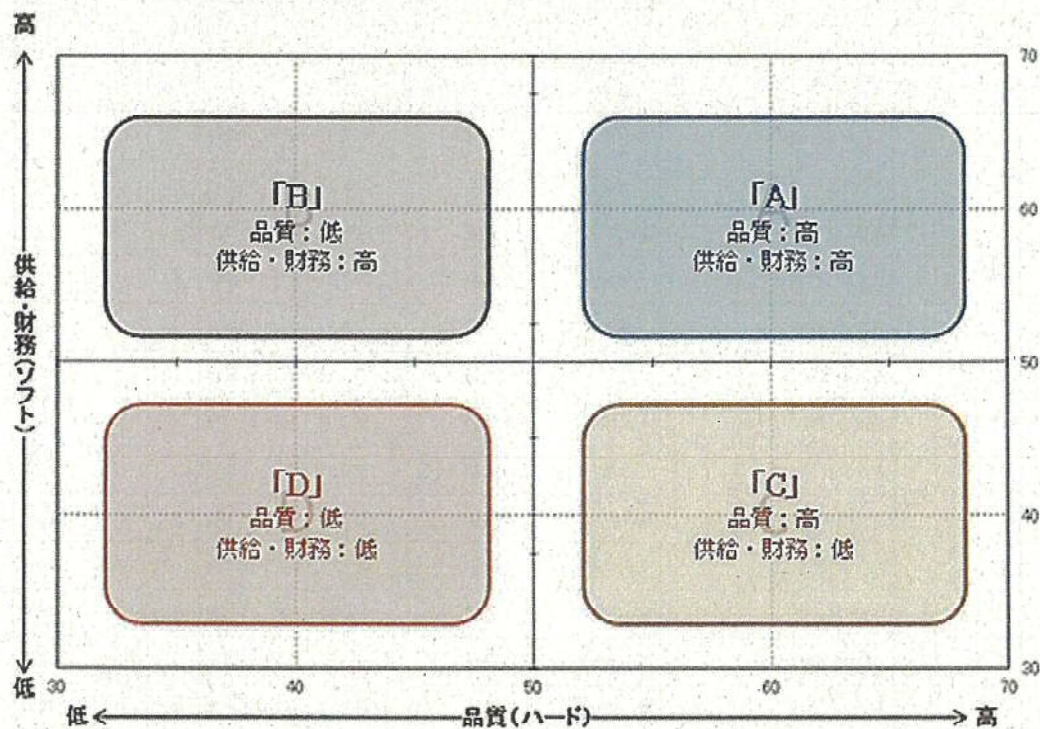 高
供給・財務(ソフト)
低
70
60
50
40
30
「B」
品質:低
供給・財務:高
「A」
品質:高
供給・財務:高
「D」
品質:低
供給・財務:低
「C」
品質:高
供給・財務:低
30
40
50
60
70
低
品質(ハード)
高